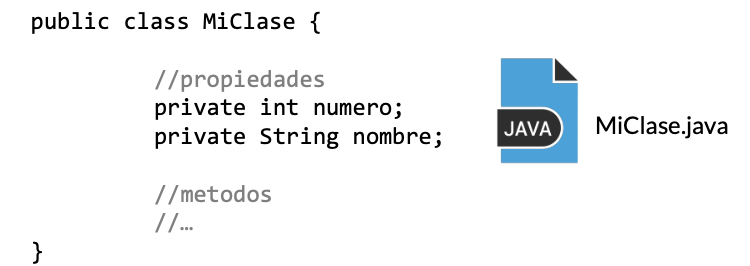 public class MiClase {
//propiedades
private int numero;
private String nombre;
//metodos
//…
}
JAVA
MiClase.java